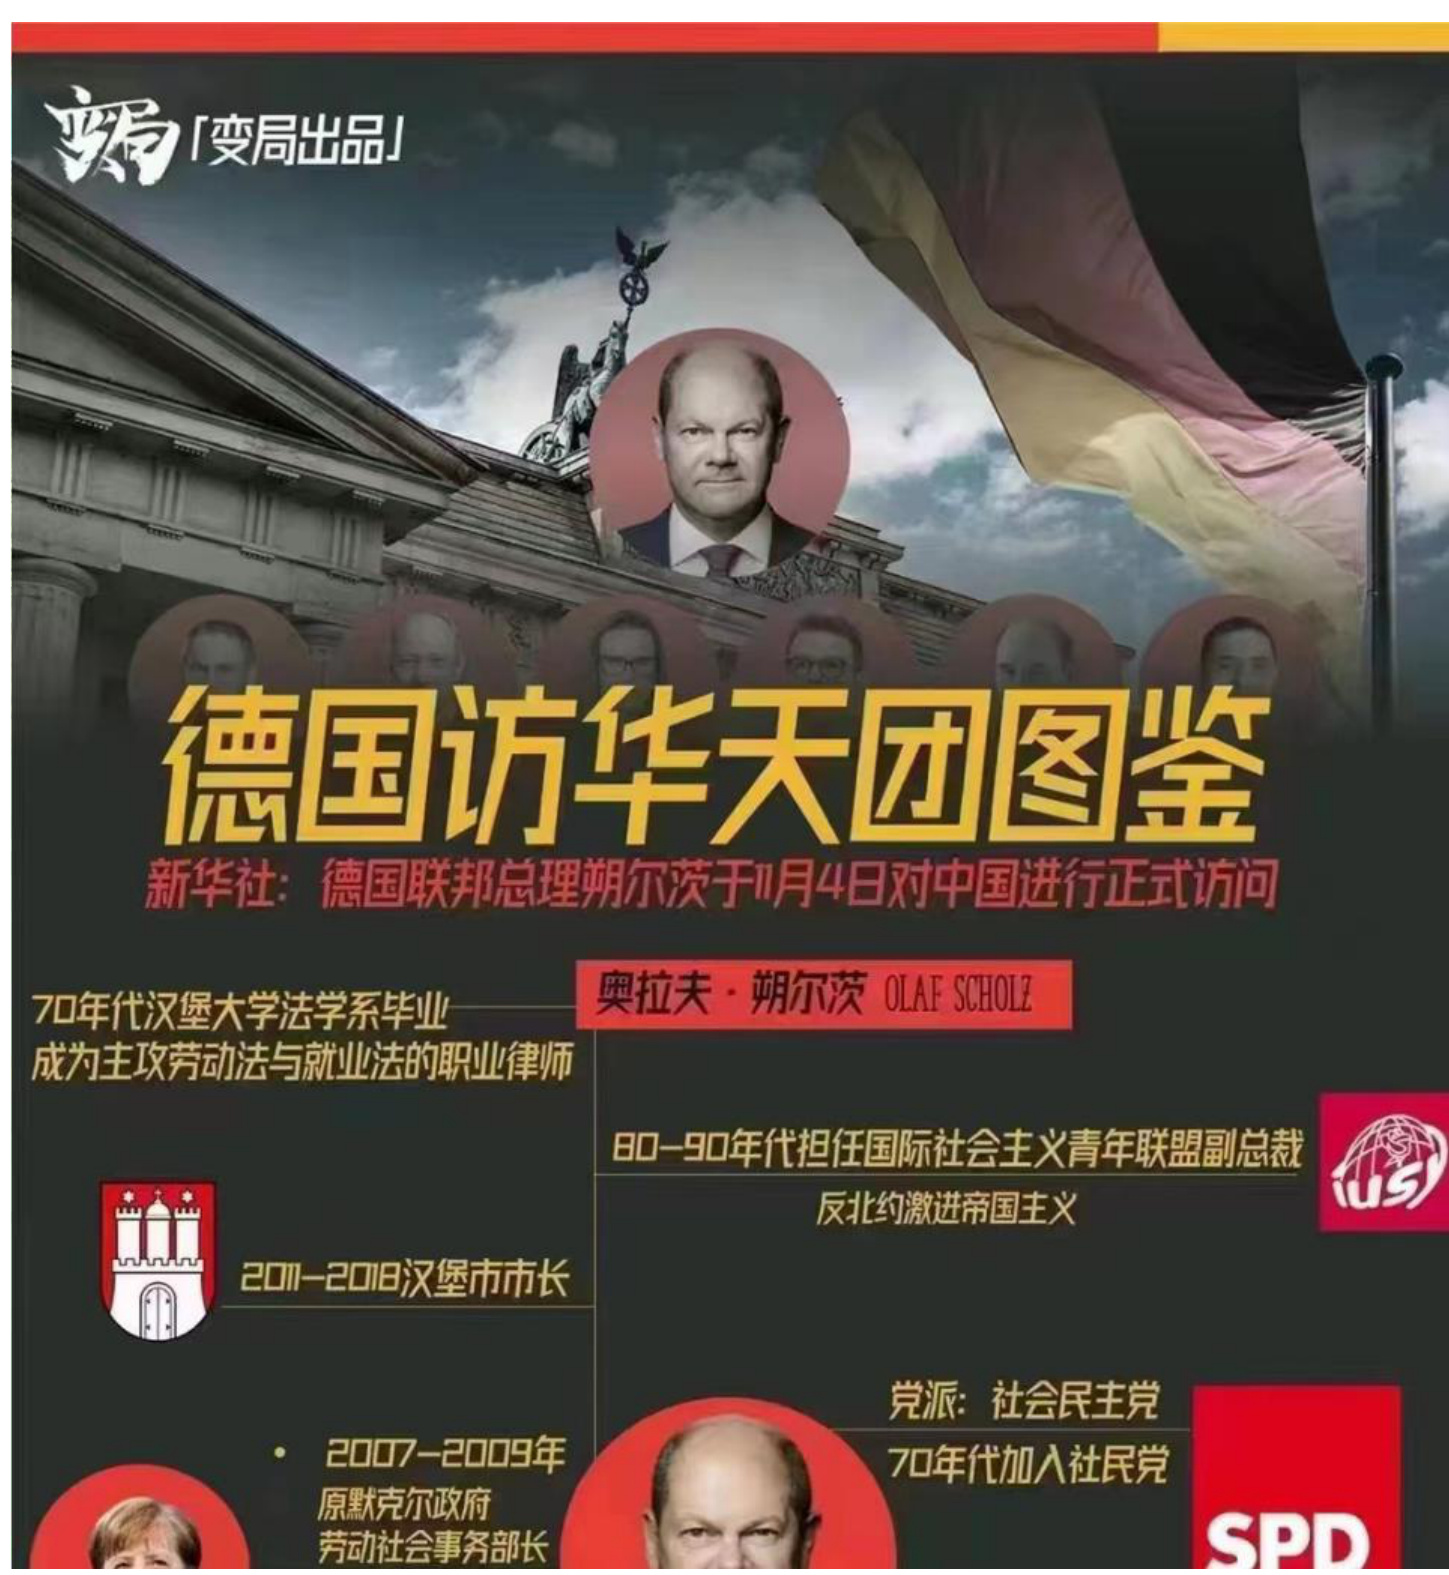 变局「变局出品」
德国访华天团图鉴
新华社：德国联邦总理朔尔茨于11月4日对中国进行正式访问
奥拉夫·朔尔茨 OLAF SCHOLZ
70年代汉堡大学法学系毕业
成为主攻劳动法与就业法的职业律师
80-90年代担任国际社会主义青年联盟副总裁
反北约激进帝国主义
iusy
2011-2018汉堡市市长
党派：社会民主党
70年代加入社民党
SPD
• 2007-2009年
原默克尔政府
劳动社会事务部长